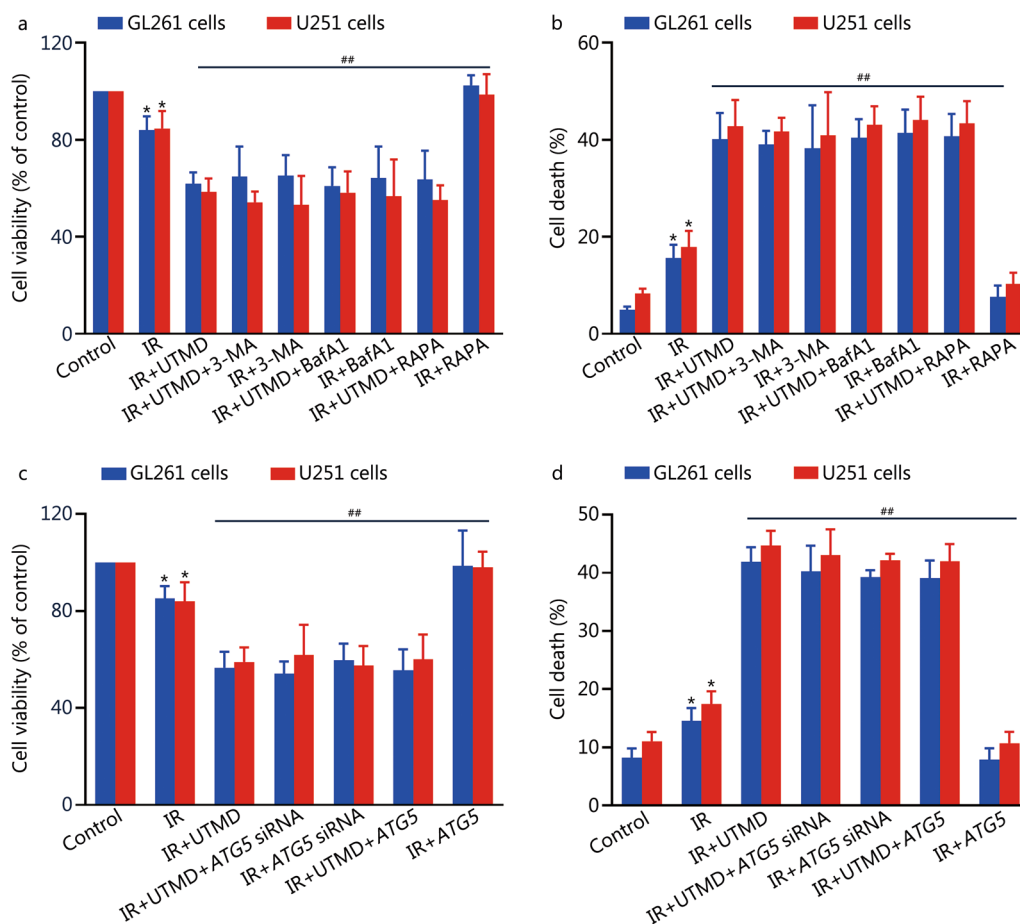 a
GL261 cells
U251 cells
120
80
40
0
Cell viability (% of control)
*
*
##
Control
IR
IR+UTMD
IR+UTMD+3-MA
IR+3-MA
IR+UTMD+BafA1
IR+BafA1
IR+UTMD+RAPA
IR+RAPA
b
GL261 cells
U251 cells
60
40
20
0
Cell death (%)
*
*
##
Control
IR
IR+UTMD
IR+UTMD+3-MA
IR+3-MA
IR+UTMD+BafA1
IR+BafA1
IR+UTMD+RAPA
IR+RAPA
c
GL261 cells
U251 cells
120
80
40
0
Cell viability (% of control)
*
*
##
Control
IR
IR+UTMD
IR+UTMD+ATG5 siRNA
IR+ATG5 siRNA
IR+UTMD+ATG5
IR+ATG5
d
GL261 cells
U251 cells
50
40
30
20
10
0
Cell death (%)
*
*
##
Control
IR
IR+UTMD
IR+UTMD+ATG5 siRNA
IR+ATG5 siRNA
IR+UTMD+ATG5
IR+ATG5